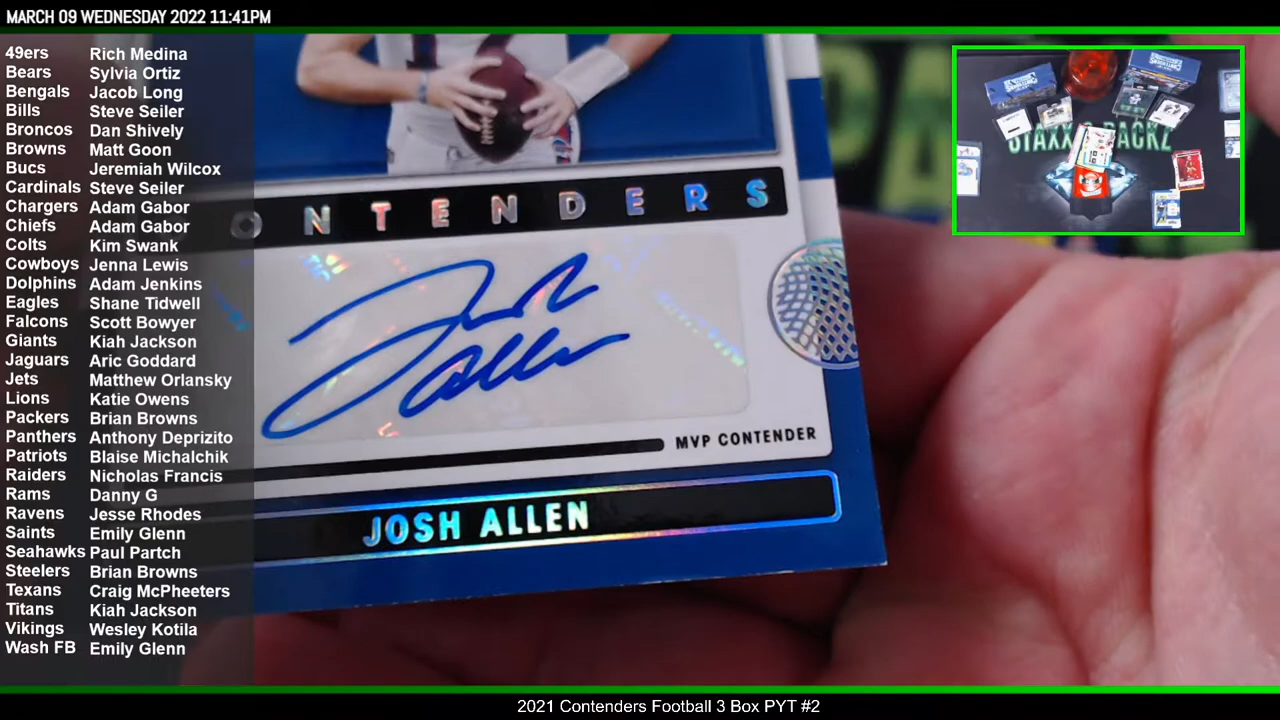 MARCH 09 WEDNESDAY 2022 11:41PM
49ers Rich Medina
Bears Sylvia Ortiz
Bengals Jacob Long
Bills Steve Seiler
Broncos Dan Shively
Browns Matt Goon
Bucs Jeremiah Wilcox
Cardinals Steve Seiler
Chargers Adam Gabor
Chiefs Adam Gabor
Colts Kim Swank
Cowboys Jenna Lewis
Dolphins Adam Jenkins
Eagles Shane Tidwell
Falcons Scott Bowyer
Giants Kiah Jackson
Jaguars Aric Goddard
Jets Matthew Orlansky
Lions Katie Owens
Packers Brian Browns
Panthers Anthony Deprizito
Patriots Blaise Michalchik
Raiders Nicholas Francis
Rams Danny G
Ravens Jesse Rhodes
Saints Emily Glenn
Seahawks Paul Partch
Steelers Brian Browns
Texans Craig McPheeters
Titans Kiah Jackson
Vikings Wesley Kotila
Wash FB Emily Glenn
ONTENDERS
Josh
Allen
MVP CONTENDER
JOSH ALLEN
STAXX PACKZ
2021 Contenders Football 3 Box PYT #2